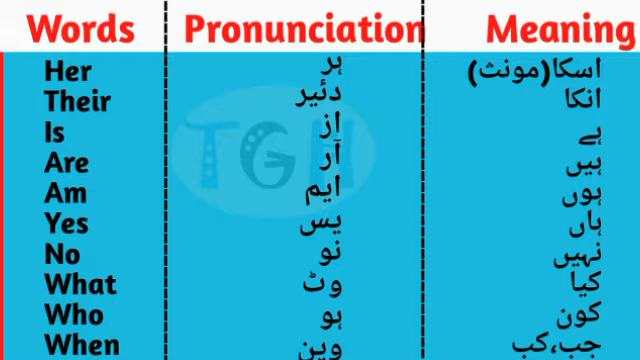 Words Pronunciation Meaning
Her ہر اسکا(مونث)
Their دئیر انکا
Is از ہے
Are آر ہیں
Am ایم ہوں
Yes یس ہاں
No نو نہیں
What وٹ کیا
Who ہو کون
When وین جب،کب
TGH